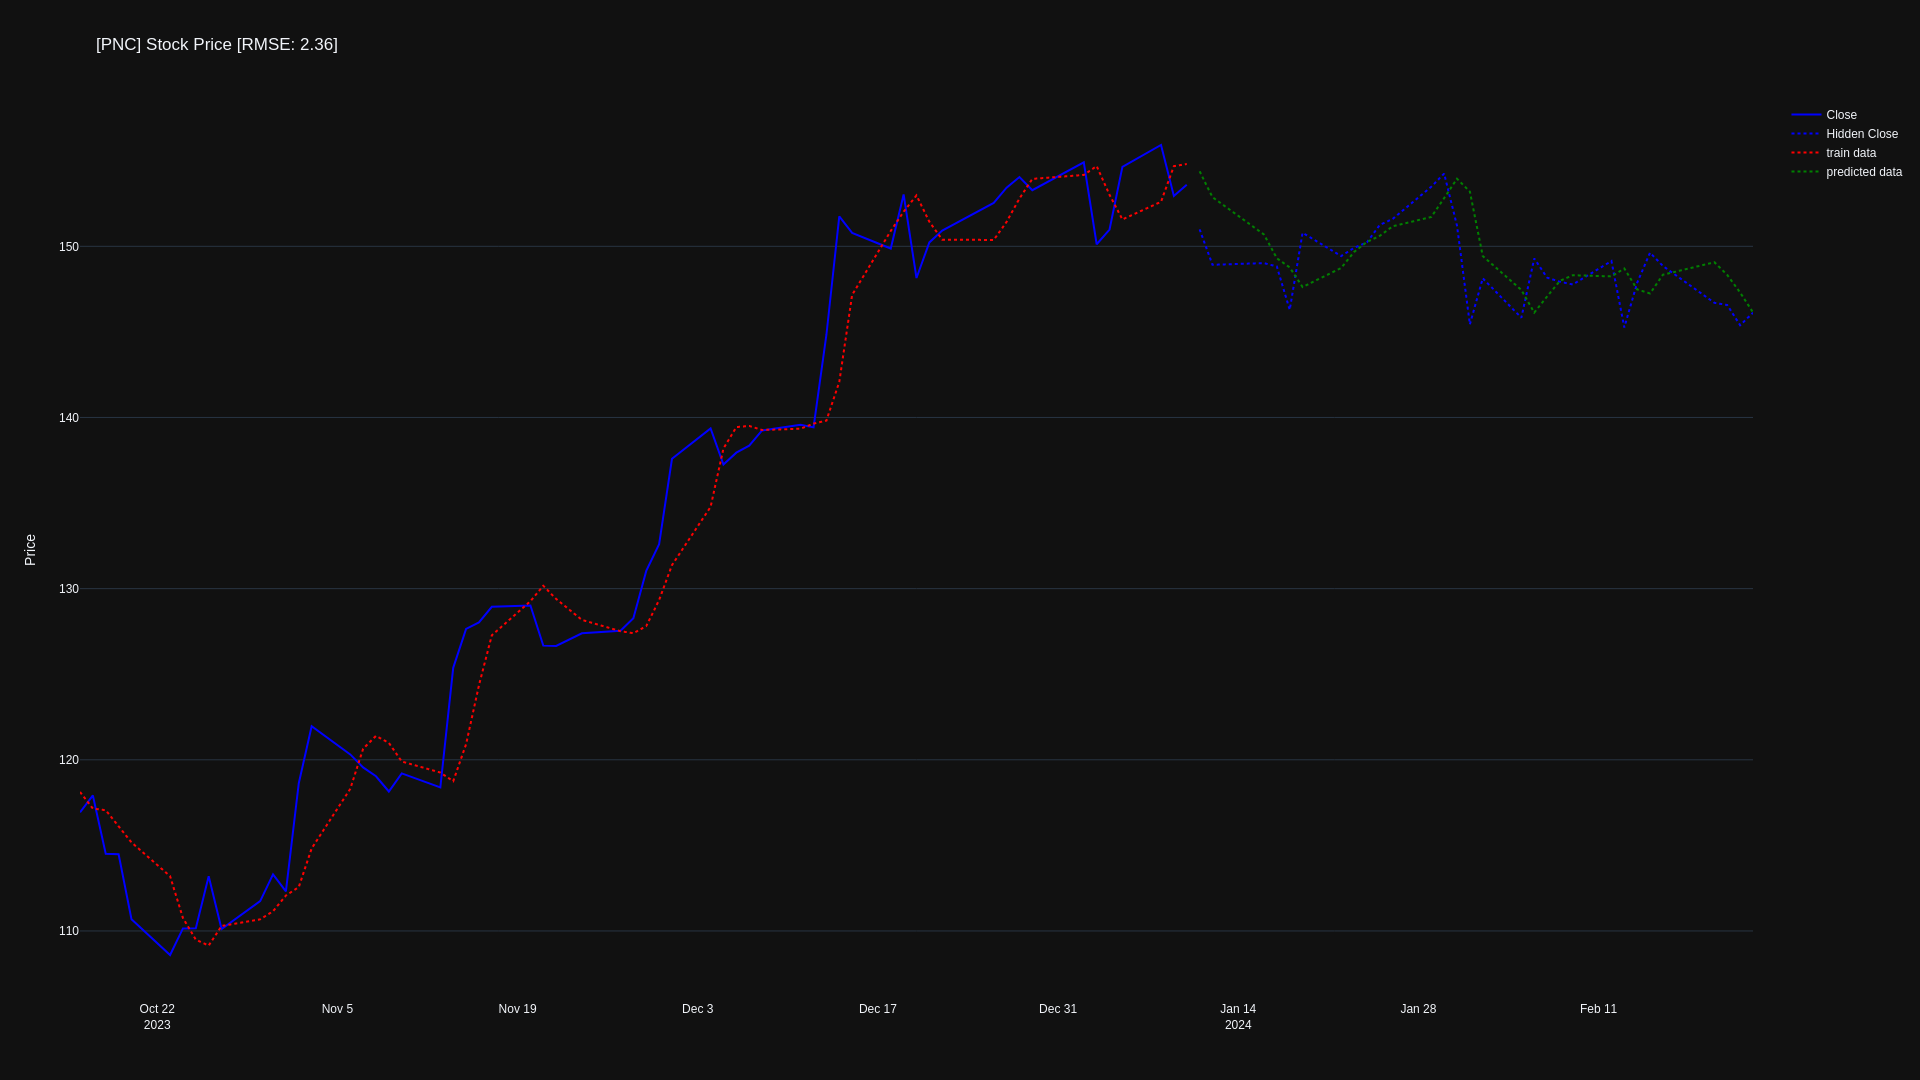 [PNC] Stock Price [RMSE: 2.36]
Close
Hidden Close
train data
predicted data
150
140
130
120
110
Price
Oct 22
2023
Nov 5
Nov 19
Dec 3
Dec 17
Dec 31
Jan 14
2024
Jan 28
Feb 11